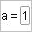 a = 1